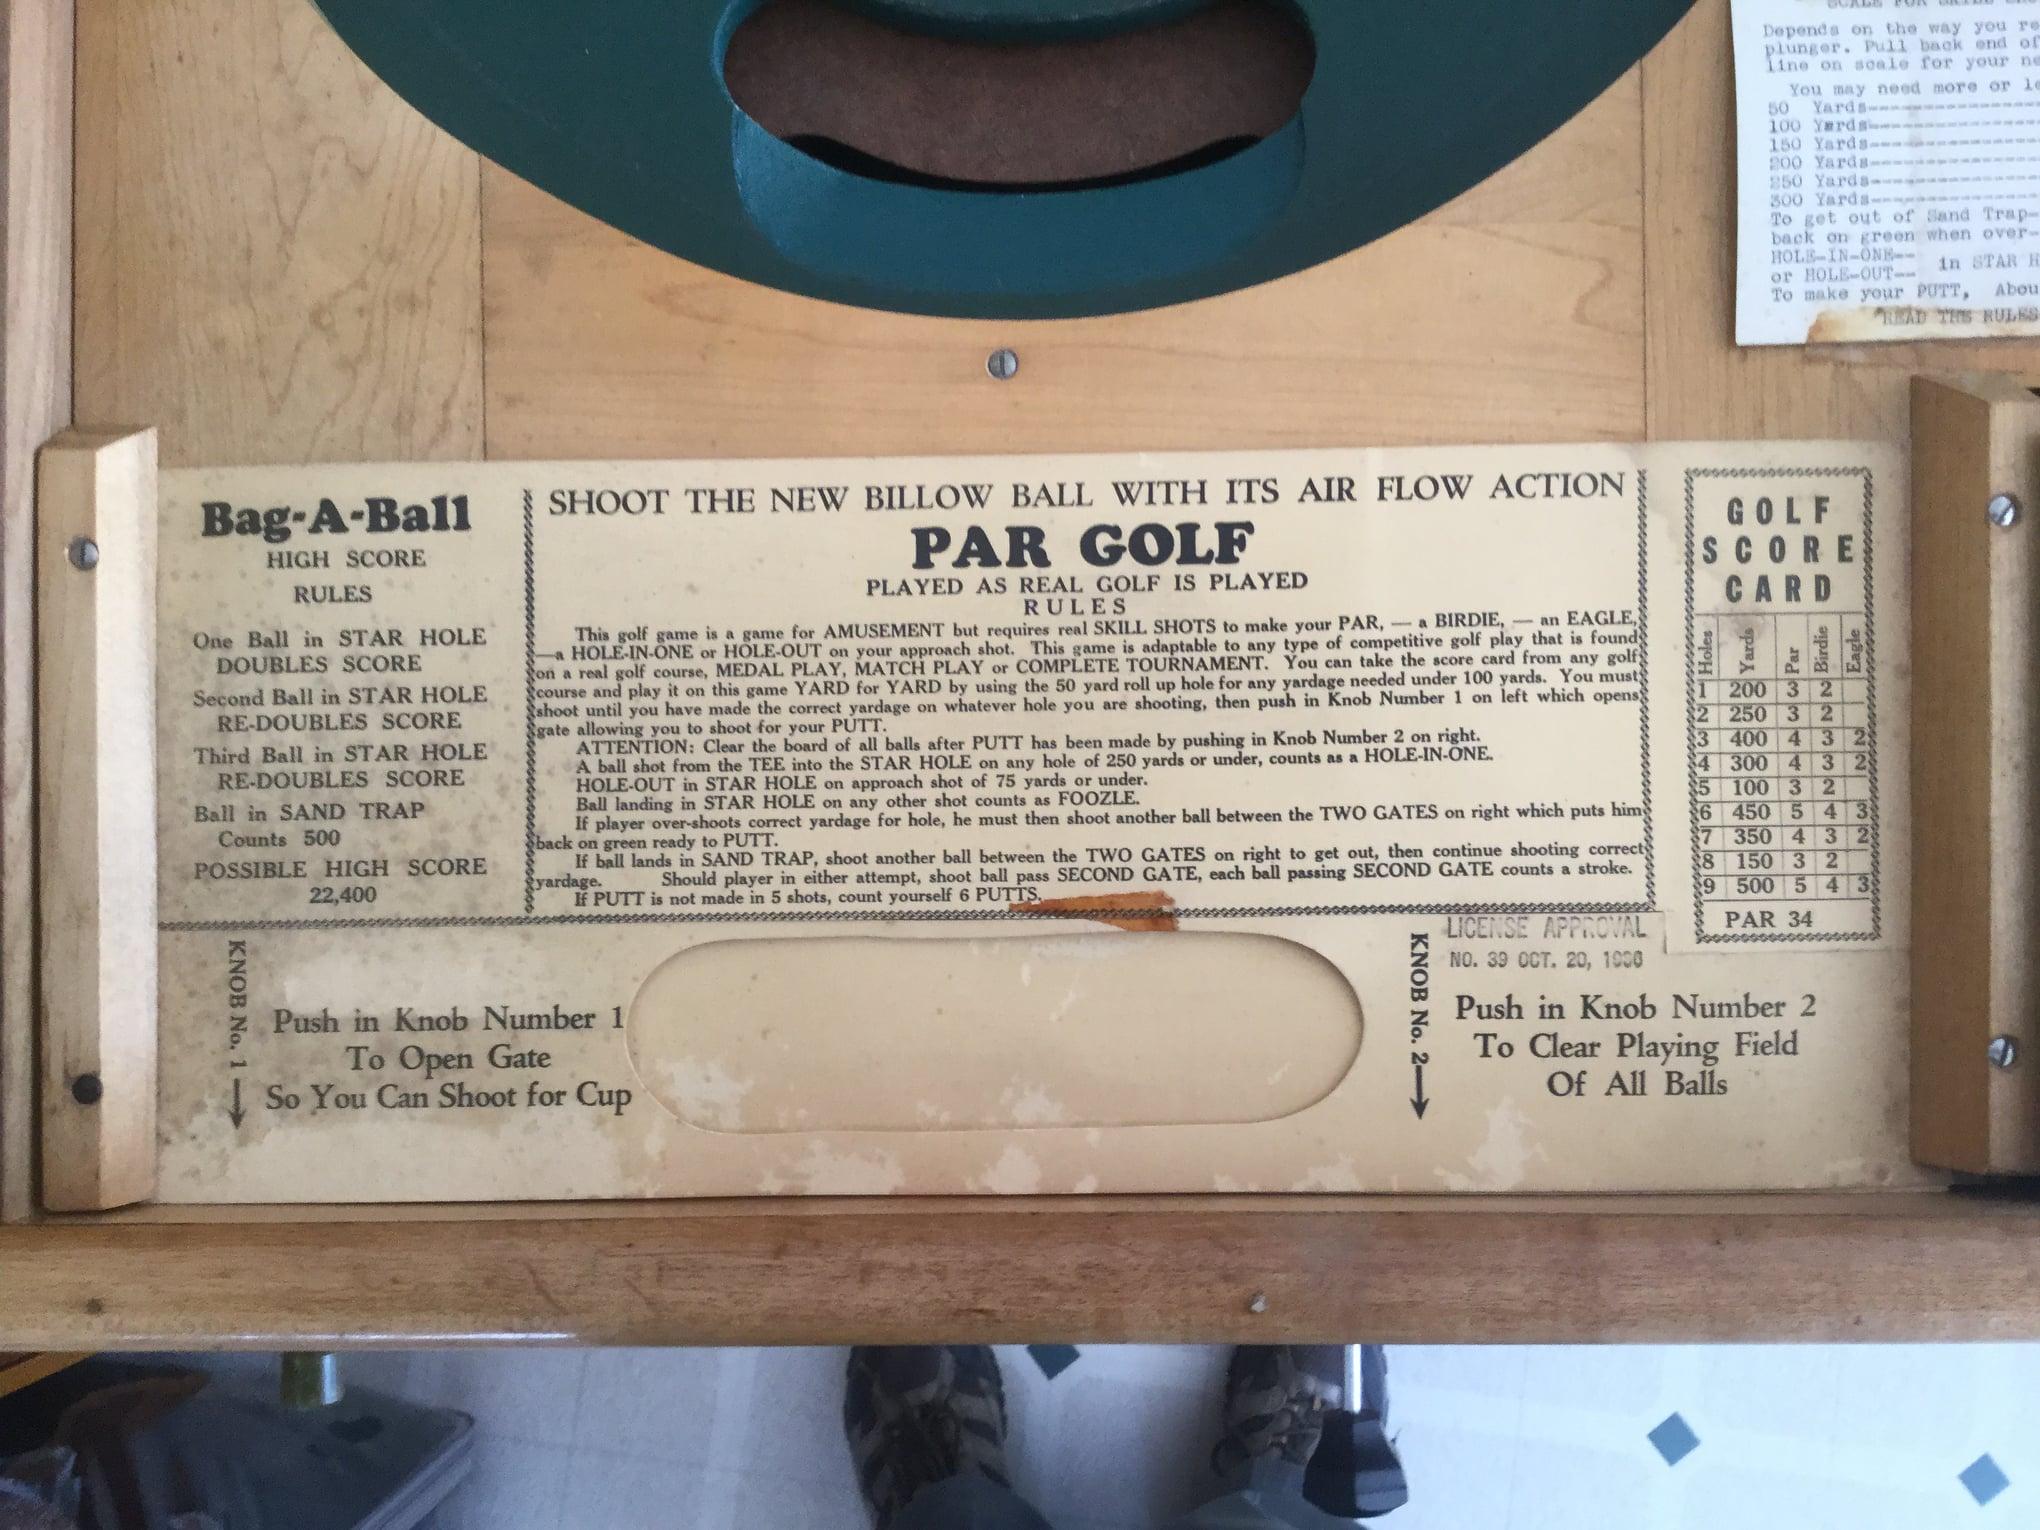 Depends on the way you
plunger. Pull back end of
line on scale for your
You may need more or
50 Yards
100 Yards
150 Yards
200 Yards
250 Yards
300 Yards
To get out of Sand Trap-
back on green when over-
HOLE-IN-ONE--
or HOLE-OUT--
in STAR
To make your PUTT,
READ THE RULES
Bag-A-Ball
HIGH SCORE
RULES
One Ball in STAR HOLE
DOUBLES SCORE
Second Ball in STAR HOLE
RE-DOUBLES SCORE
Third Ball in STAR HOLE
RE-DOUBLES SCORE
Ball in SAND TRAP
Counts 500
POSSIBLE HIGH SCORE
22,400
SHOOT THE NEW BILLOW BALL WITH ITS AIR FLOW ACTION
PAR GOLF
PLAYED AS REAL GOLF IS PLAYED
RULES
This golf game is a game for AMUSEMENT but requires real SKILL SHOTS to make your PAR, — a BIRDIE, — an EAGLE,
—a HOLE-IN-ONE or HOLE-OUT on your approach shot. This game is adaptable to any type of competitive golf play that is found
on a real golf course, MEDAL PLAY, MATCH PLAY or COMPLETE TOURNAMENT. You can take the score card from any golf
course and play it on this game YARD for YARD by using the 50 yard roll up hole for any yardage needed under 100 yards. You must
shoot until you have made the correct yardage on whatever hole you are shooting, then push in Knob Number 1 on left which opens
gate allowing you to shoot for your PUTT.
ATTENTION: Clear the board of all balls after PUTT has been made by pushing in Knob Number 2 on right.
A ball shot from the TEE into the STAR HOLE on any hole of 250 yards or under, counts as a HOLE-IN-ONE.
HOLE-OUT in STAR HOLE on approach shot of 75 yards or under.
Ball landing in STAR HOLE on any other shot counts as FOOZLE.
If player over-shoots correct yardage for hole, he must then shoot another ball between the TWO GATES on right which puts him
back on green ready to PUTT.
If ball lands in SAND TRAP, shoot another ball between the TWO GATES on right to get out, then continue shooting correct
yardage. Should player in either attempt, shoot ball pass SECOND GATE, each ball passing SECOND GATE counts a stroke.
If PUTT is not made in 5 shots, count yourself 6 PUTTS.
GOLF
SCORE
CARD
Holes Yards Par Birdie Eagle
1 200 3 2
2 250 3 2
3 400 4 3 2
4 300 4 3 2
5 100 3 2
6 450 5 4 3
7 350 4 3 2
8 150 3 2
9 500 5 4 3
PAR 34
LICENSE APPROVAL
NO. 39 OCT. 20,
KNOB No. 1
Push in Knob Number 1
To Open Gate
So You Can Shoot for Cup
KNOB No. 2
Push in Knob Number 2
To Clear Playing Field
Of All Balls